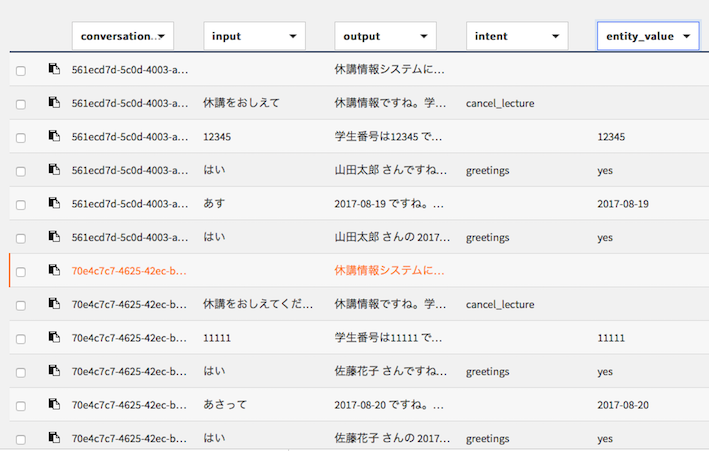 conversation... input output intent entity_value
561ecd7d-5c0d-4003-a... 休講情報システムに...
561ecd7d-5c0d-4003-a... 休講をおしえて 休講情報ですね。学... cancel_lecture
561ecd7d-5c0d-4003-a... 12345 学生番号は12345 で... 12345
561ecd7d-5c0d-4003-a... はい 山田太郎 さんですね... greetings yes
561ecd7d-5c0d-4003-a... あす 2017-08-19 ですね。... 2017-08-19
561ecd7d-5c0d-4003-a... はい 山田太郎 さんの 2017... greetings yes
70e4c7c7-4625-42ec-b... 休講情報システムに...
70e4c7c7-4625-42ec-b... 休講をおしえてくだ... 休講情報ですね。学... cancel_lecture
70e4c7c7-4625-42ec-b... 11111 学生番号は11111 で... 11111
70e4c7c7-4625-42ec-b... はい 佐藤花子 さんですね... greetings yes
70e4c7c7-4625-42ec-b... あさって 2017-08-20 ですね。... 2017-08-20
70e4c7c7-4625-42ec-b... はい 佐藤花子 さんの 2017... greetings yes